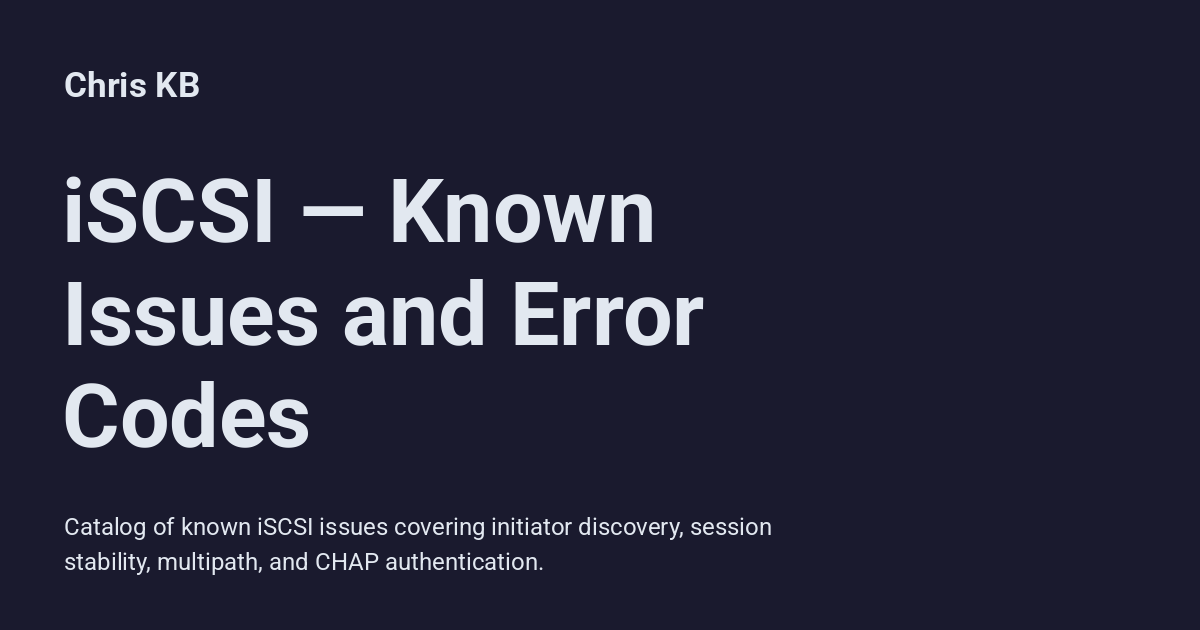 Chris KB
iSCSI — Known
Issues and Error
Codes
Catalog of known iSCSI issues covering initiator discovery, session
stability, multipath, and CHAP authentication.